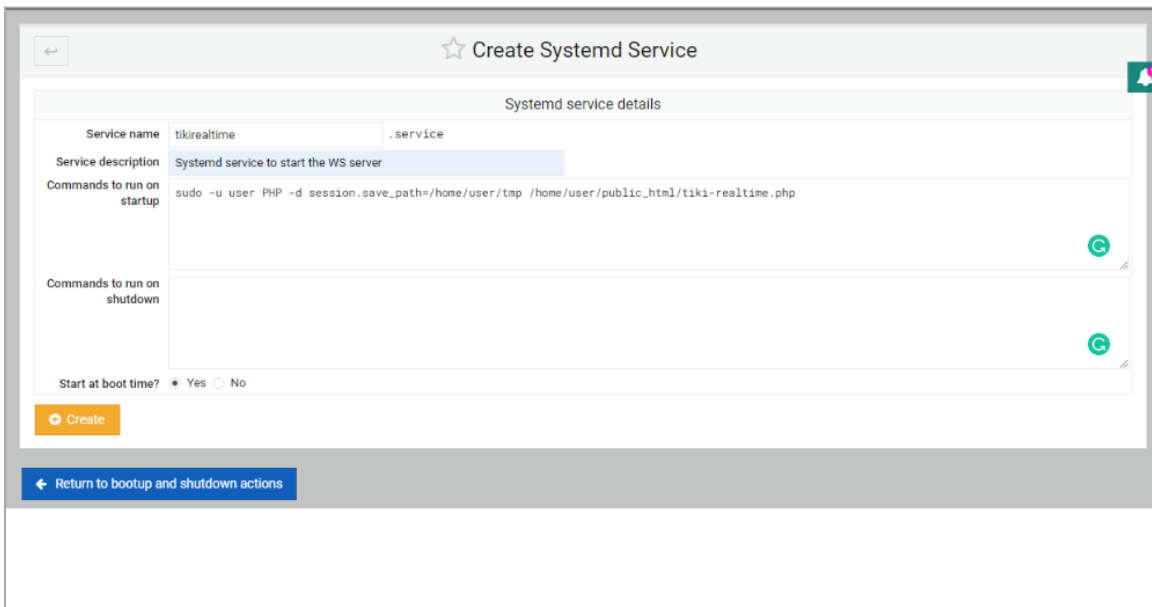 Create Systemd Service
Systemd service details
Service name tikirealtime .service
Service description Systemd service to start the WS server
Commands to run on startup sudo -u user PHP -d session.save_path=/home/user/tmp /home/user/public_html/tiki-realtime.php
Commands to run on shutdown
Start at boot time? Yes No
Create
Return to bootup and shutdown actions